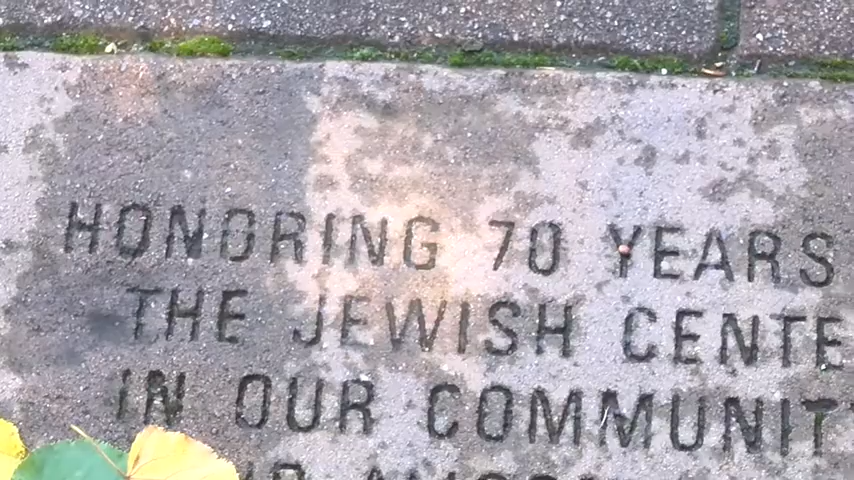 HONORING 70 YEARS
THE JEWISH CENTE
IN OUR COMMUNIT